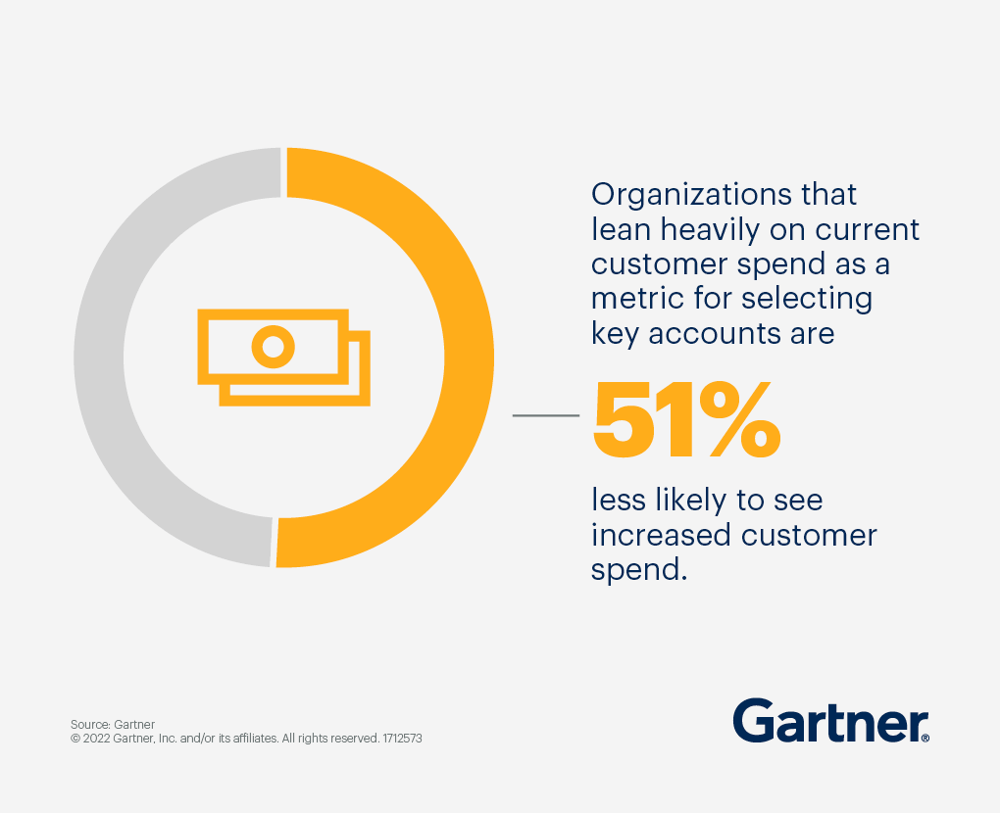 Organizations that
lean heavily on current
customer spend as a
metric for selecting
key accounts are
51%
less likely to see
increased customer
spend.
Source: Gartner
© 2022 Gartner, Inc. and/or its affiliates. All rights reserved. 1712573
Gartner®